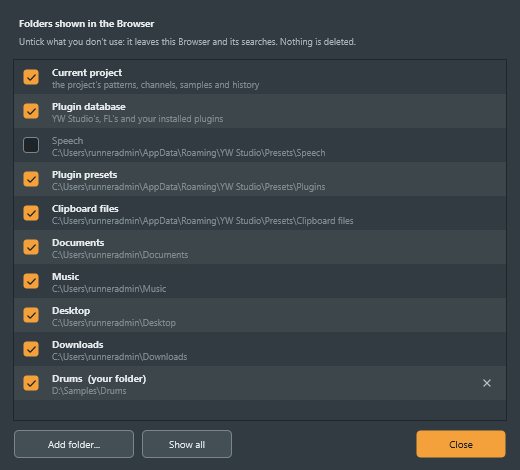 Folders shown in the Browser
Untick what you don't use: it leaves this Browser and its searches. Nothing is deleted.
Current project
the project's patterns, channels, samples and history
Plugin database
YW Studio's, FL's and your installed plugins
Speech
C:\Users\runneradmin\AppData\Roaming\YW Studio\Presets\Speech
Plugin presets
C:\Users\runneradmin\AppData\Roaming\YW Studio\Presets\Plugins
Clipboard files
C:\Users\runneradmin\AppData\Roaming\YW Studio\Presets\Clipboard files
Documents
C:\Users\runneradmin\Documents
Music
C:\Users\runneradmin\Music
Desktop
C:\Users\runneradmin\Desktop
Downloads
C:\Users\runneradmin\Downloads
Drums (your folder)
D:\Samples\Drums
Add folder...
Show all
Close